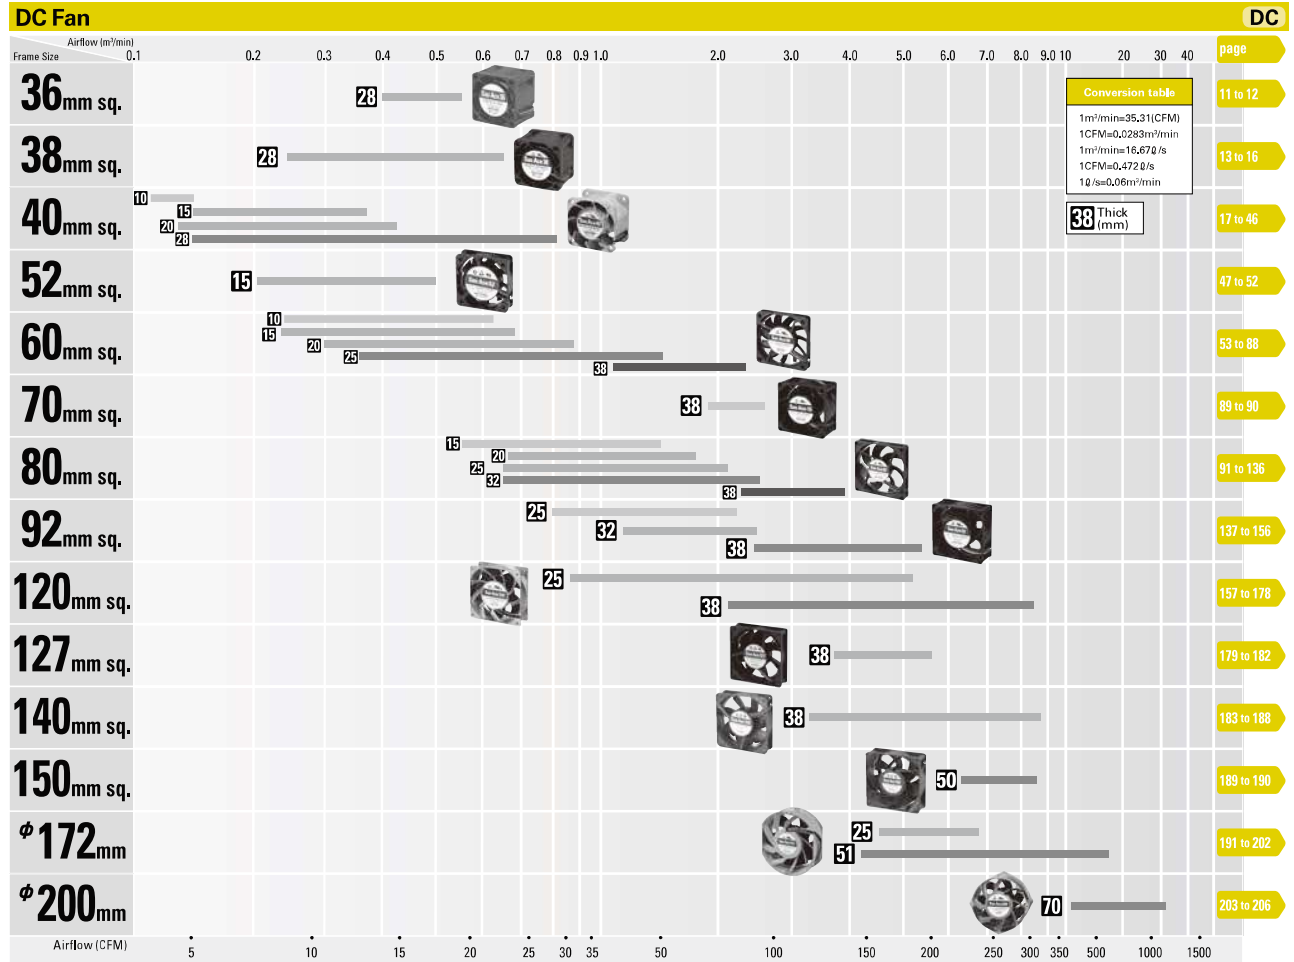 DC Fan
DC
Airflow (m³/min)
Frame Size
0.1 0.2 0.3 0.4 0.5 0.6 0.7 0.8 0.9 1.0 2.0 3.0 4.0 5.0 6.0 7.0 8.0 9.0 10 20 30 40
page
36mm sq.
28
11 to 12
Conversion table
1m³/min=35.31(CFM)
1CFM=0.0283m³/min
1m³/min=16.67ℓ/s
1CFM=0.472ℓ/s
1ℓ/s=0.06m³/min
38mm sq.
28
13 to 16
40mm sq.
10
15
20
28
38 Thick
(mm)
17 to 46
52mm sq.
15
47 to 52
60mm sq.
10
15
20
25
38
53 to 88
70mm sq.
38
89 to 90
80mm sq.
15
20
25
32
38
91 to 136
92mm sq.
25
32
38
137 to 156
120mm sq.
25
38
157 to 178
127mm sq.
38
179 to 182
140mm sq.
38
183 to 188
150mm sq.
50
189 to 190
φ172mm
25
51
191 to 202
φ200mm
70
203 to 206
Airflow (CFM)
5 10 15 20 25 30 35 50 100 150 200 250 300 350 500 1000 1500